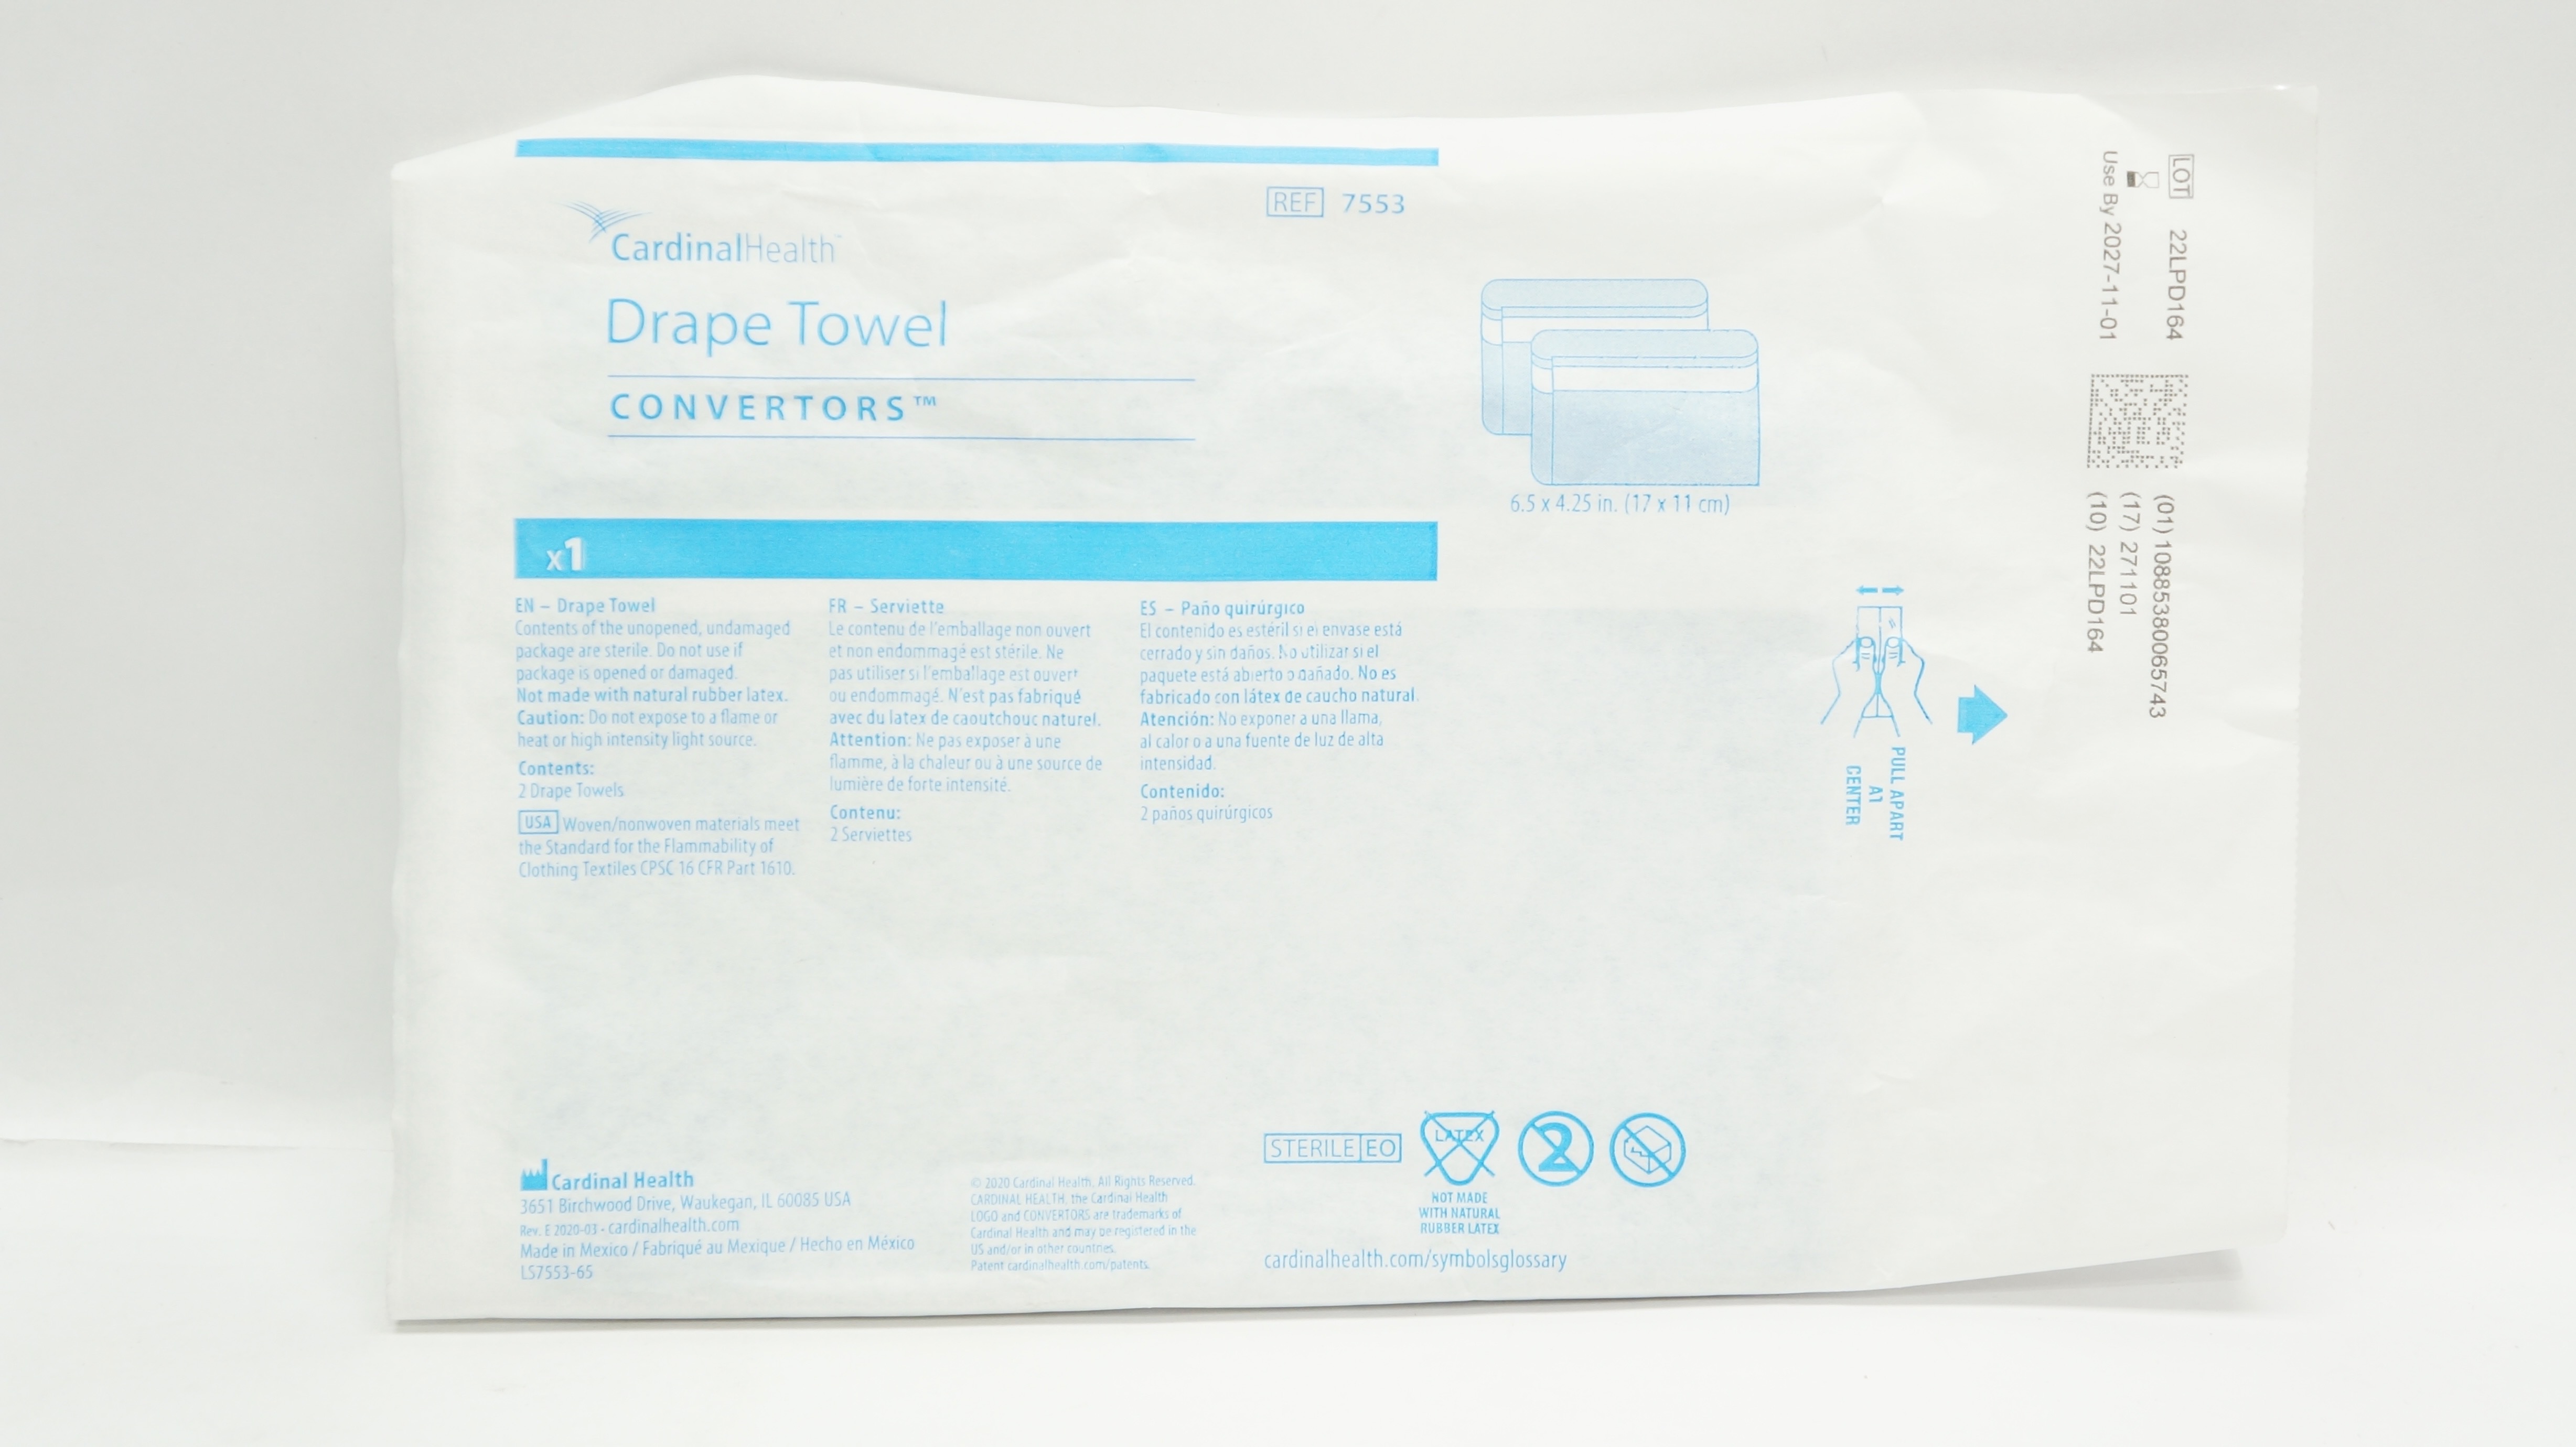 REF 7553
CardinalHealth™
Drape Towel
CONVERTORS™
6.5 x 4.25 in. (17 x 11 cm)
x1
EN – Drape Towel
Contents of the unopened, undamaged
package are sterile. Do not use if
package is opened or damaged.
Not made with natural rubber latex.
Caution: Do not expose to a flame or
heat or high intensity light source.
Contents:
2 Drape Towels
USA Woven/nonwoven materials meet
the Standard for the Flammability of
Clothing Textiles CPSC 16 CFR Part 1610.
FR – Serviette
Le contenu de l'emballage non ouvert
et non endommagé est stérile. Ne
pas utiliser si l'emballage est ouvert
ou endommagé. N'est pas fabriqué
avec du latex de caoutchouc naturel.
Attention: Ne pas exposer à une
flamme, à la chaleur ou à une source de
lumière de forte intensité.
Contenu:
2 Serviettes
ES – Paño quirúrgico
El contenido es estéril si el envase está
cerrado y sin daños. No utilizar si el
paquete está abierto o dañado. No es
fabricado con látex de caucho natural.
Atención: No exponer a una llama,
al calor o a una fuente de luz de alta
intensidad.
Contenido:
2 paños quirúrgicos
PULL APART
AT
CENTER
LOT 22LPD164
Use By 2027-11-01
(01) 10885380065743
(17) 271101
(10) 22LPD164
Cardinal Health
3651 Birchwood Drive, Waukegan, IL 60085 USA
Rev. E 2020-03 • cardinalhealth.com
Made in Mexico / Fabriqué au Mexique / Hecho en México
LS7553-65
© 2020 Cardinal Health. All Rights Reserved.
CARDINAL HEALTH, the Cardinal Health
LOGO and CONVERTORS are trademarks of
Cardinal Health and may be registered in the
US and/or in other countries.
Patent cardinalhealth.com/patents.
STERILE EO
LATEX
2
NOT MADE
WITH NATURAL
RUBBER LATEX
cardinalhealth.com/symbolsglossary